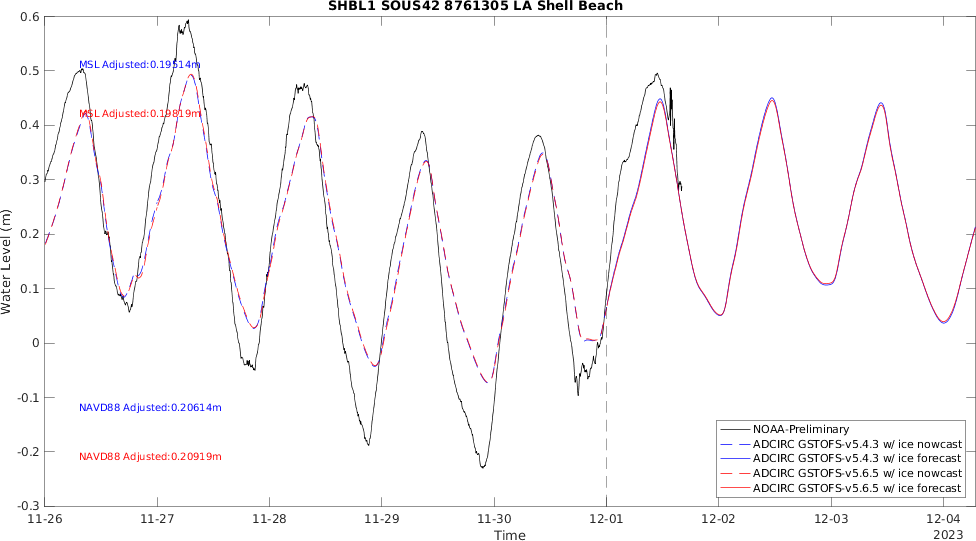 SHBL1 SOUS42 8761305 LA Shell Beach
0.6
0.5
0.4
0.3
0.2
0.1
0
-0.1
-0.2
-0.3
Water Level (m)
MSL Adjusted:0.19514m
MSL Adjusted:0.19819m
NAVD88 Adjusted:0.20614m
NAVD88 Adjusted:0.20919m
NOAA-Preliminary
ADCIRC GSTOFS-v5.4.3 w/ ice nowcast
ADCIRC GSTOFS-v5.4.3 w/ ice forecast
ADCIRC GSTOFS-v5.6.5 w/ ice nowcast
ADCIRC GSTOFS-v5.6.5 w/ ice forecast
11-26 11-27 11-28 11-29 11-30 12-01 12-02 12-03 12-04
Time
2023